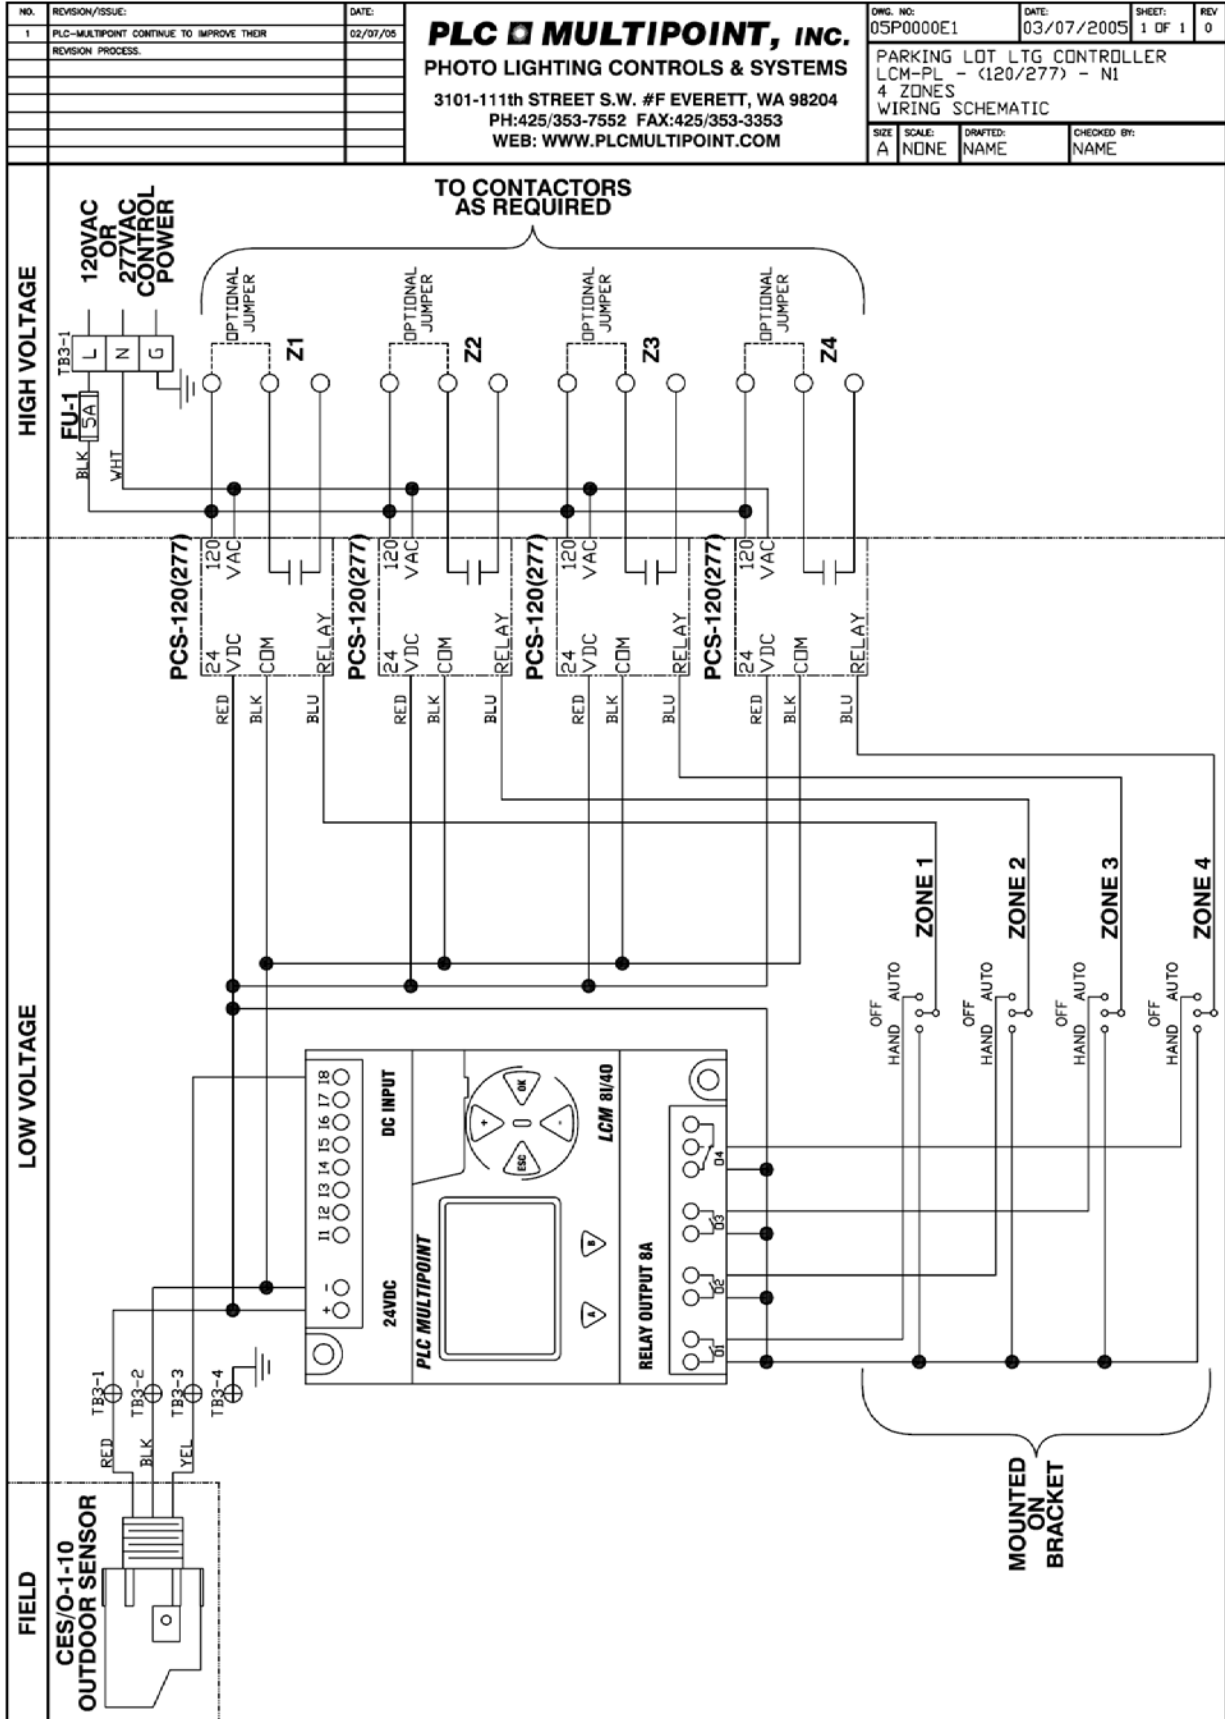 NO. REVISION/ISSUE: DATE:
1 PLC-MULTIPOINT CONTINUE TO IMPROVE THEIR 02/07/05
REVISION PROCESS.
PLC MULTIPOINT, INC.
PHOTO LIGHTING CONTROLS & SYSTEMS
3101-111th STREET S.W. #F EVERETT, WA 98204
PH:425/353-7552 FAX:425/353-3353
WEB: WWW.PLCMULTIPOINT.COM
DWG. NO: DATE: SHEET: REV
05P0000E1 03/07/2005 1 OF 1 0
PARKING LOT LTG CONTROLLER
LCM-PL - (120/277) - N1
4 ZONES
WIRING SCHEMATIC
SIZE SCALE: DRAFTED: CHECKED BY:
A NONE NAME NAME
HIGH VOLTAGE
120VAC
OR
277VAC
CONTROL
POWER
TB3-1
L
N
G
FU-1
5A
BLK
WHT
TO CONTACTORS
AS REQUIRED
OPTIONAL
JUMPER
Z1
OPTIONAL
JUMPER
Z2
OPTIONAL
JUMPER
Z3
OPTIONAL
JUMPER
Z4
PCS-120(277)
120
VAC
24
VDC
COM
RELAY
PCS-120(277)
120
VAC
24
VDC
COM
RELAY
PCS-120(277)
120
VAC
24
VDC
COM
RELAY
PCS-120(277)
120
VAC
24
VDC
COM
RELAY
RED
BLK
BLU
RED
BLK
BLU
RED
BLK
BLU
RED
BLK
BLU
LOW VOLTAGE
ZONE 1
ZONE 2
ZONE 3
ZONE 4
HAND
OFF
AUTO
HAND
OFF
AUTO
HAND
OFF
AUTO
HAND
OFF
AUTO
24VDC
+ -
I1 I2 I3 I4 I5 I6 I7 I8
DC INPUT
PLC MULTIPOINT
A
B
ESC
+
-
OK
LCM 8I/4O
RELAY OUTPUT 8A
O1
O2
O3
O4
TB3-1
TB3-2
TB3-3
TB3-4
RED
BLK
YEL
MOUNTED
ON
BRACKET
FIELD
CES/O-1-10
OUTDOOR SENSOR